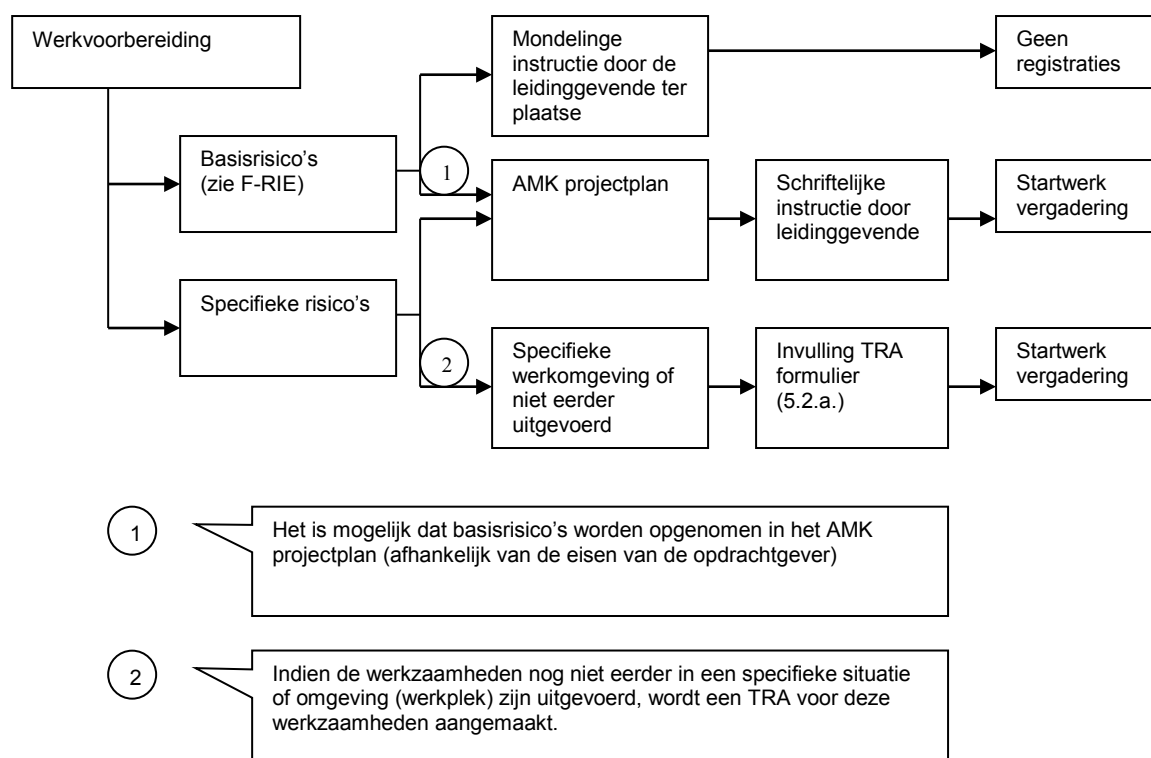 Werkvoorbereiding
Mondelinge
instructie door de
leidinggevende ter
plaatse
Geen
registraties
Basisrisico’s
(zie F-RIE)
1
AMK projectplan
Schriftelijke
instructie door
leidinggevende
Startwerk
vergadering
Specifieke risico’s
2
Specifieke
werkomgeving of
niet eerder
uitgevoerd
Invulling TRA
formulier
(5.2.a.)
Startwerk
vergadering
1
Het is mogelijk dat basisrisico’s worden opgenomen in het AMK
projectplan (afhankelijk van de eisen van de opdrachtgever)
2
Indien de werkzaamheden nog niet eerder in een specifieke situatie
of omgeving (werkplek) zijn uitgevoerd, wordt een TRA voor deze
werkzaamheden aangemaakt.